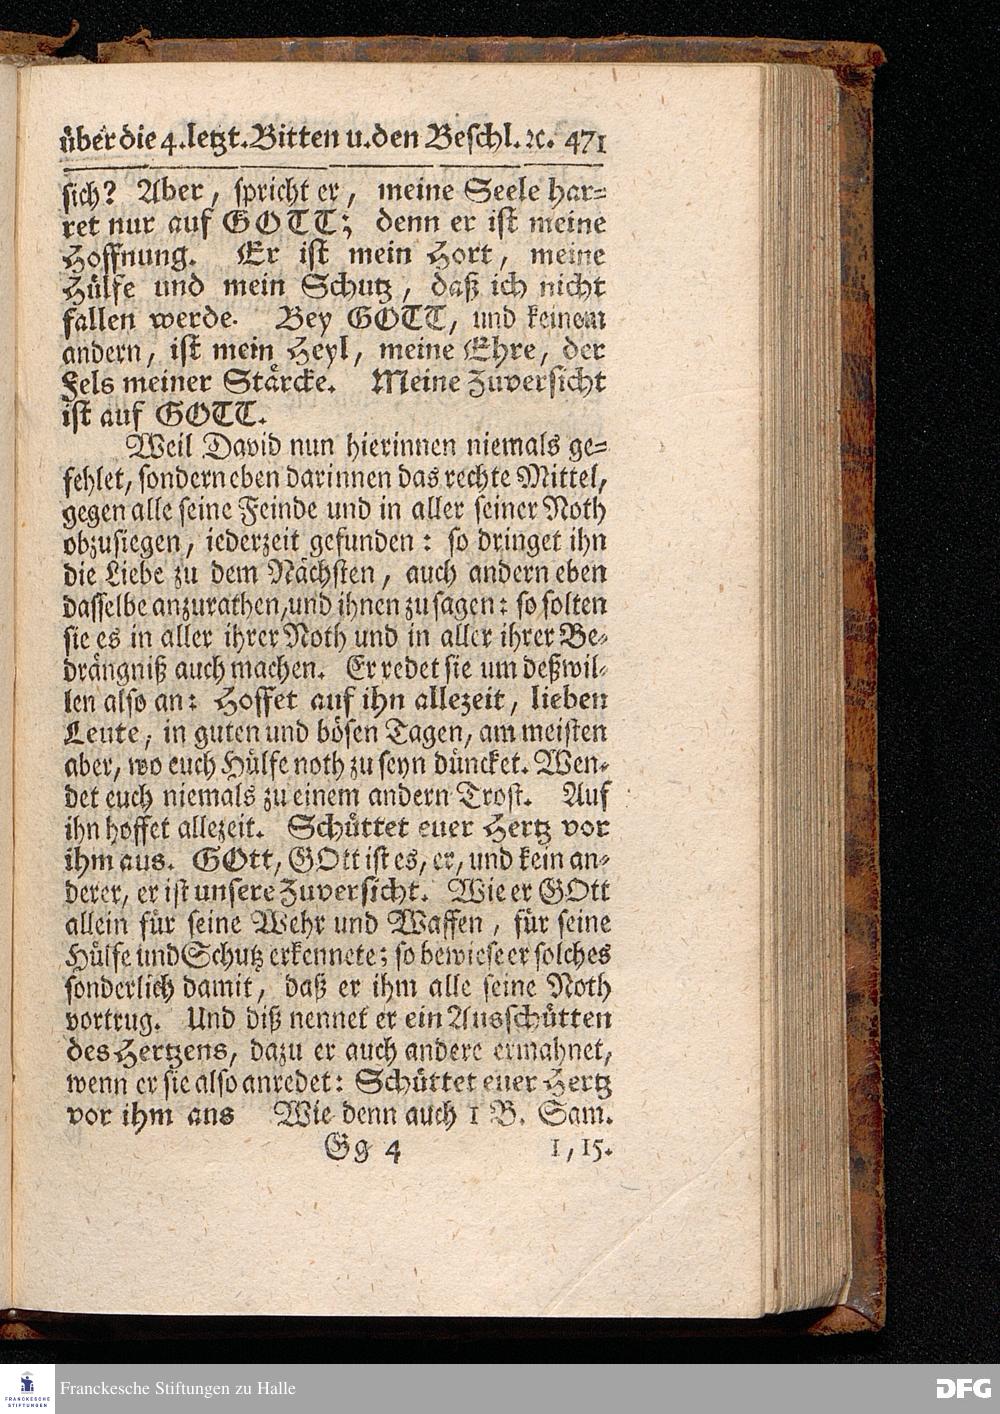 über die 4. letzt. Bitten u. den Beschl. ꝛc. 471
sich? Aber, spricht er, meine Seele har=
ret nur auf GOTT; denn er ist meine
Hoffnung. Er ist mein Hort, meine
Hülfe und mein Schutz, daß ich nicht
fallen werde. Bey GOTT, und keinem
andern, ist mein Heyl, meine Ehre, der
Fels meiner Stärcke. Meine Zuversicht
ist auf GOTT.
Weil David nun hierinnen niemals ge=
fehlet, sondern eben darinnen das rechte Mittel,
gegen alle seine Feinde und in aller seiner Noth
obzusiegen, iederzeit gefunden: so dringet ihn
die Liebe zu dem Nächsten, auch andern eben
dasselbe anzurathen, und ihnen zu sagen: so solten
sie es in aller ihrer Noth und in aller ihrer Be=
drängniß auch machen. Er redet sie um deßwil=
len also an: Hoffet auf ihn allezeit, lieben
Leute, in guten und bösen Tagen, am meisten
aber, wo euch Hülfe noth zu seyn düncket. Wen=
det euch niemals zu einem andern Trost. Auf
ihn hoffet allezeit. Schüttet euer Hertz vor
ihm aus. GOtt, GOtt ist es, er, und kein an=
derer, er ist unsere Zuversicht. Wie er GOtt
allein für seine Wehr und Waffen, für seine
Hülfe und Schutz erkennete; so bewiese er solches
sonderlich damit, daß er ihm alle seine Noth
vortrug. Und diß nennet er ein Ausschütten
des Hertzens, dazu er auch andere ermahnet,
wenn er sie also anredet: Schüttet euer Hertz
vor ihm aus Wie denn auch 1 B. Sam.
Gg 4 1, 15.
FRANCKESCHE STIFTUNGEN
Franckesche Stiftungen zu Halle
DFG